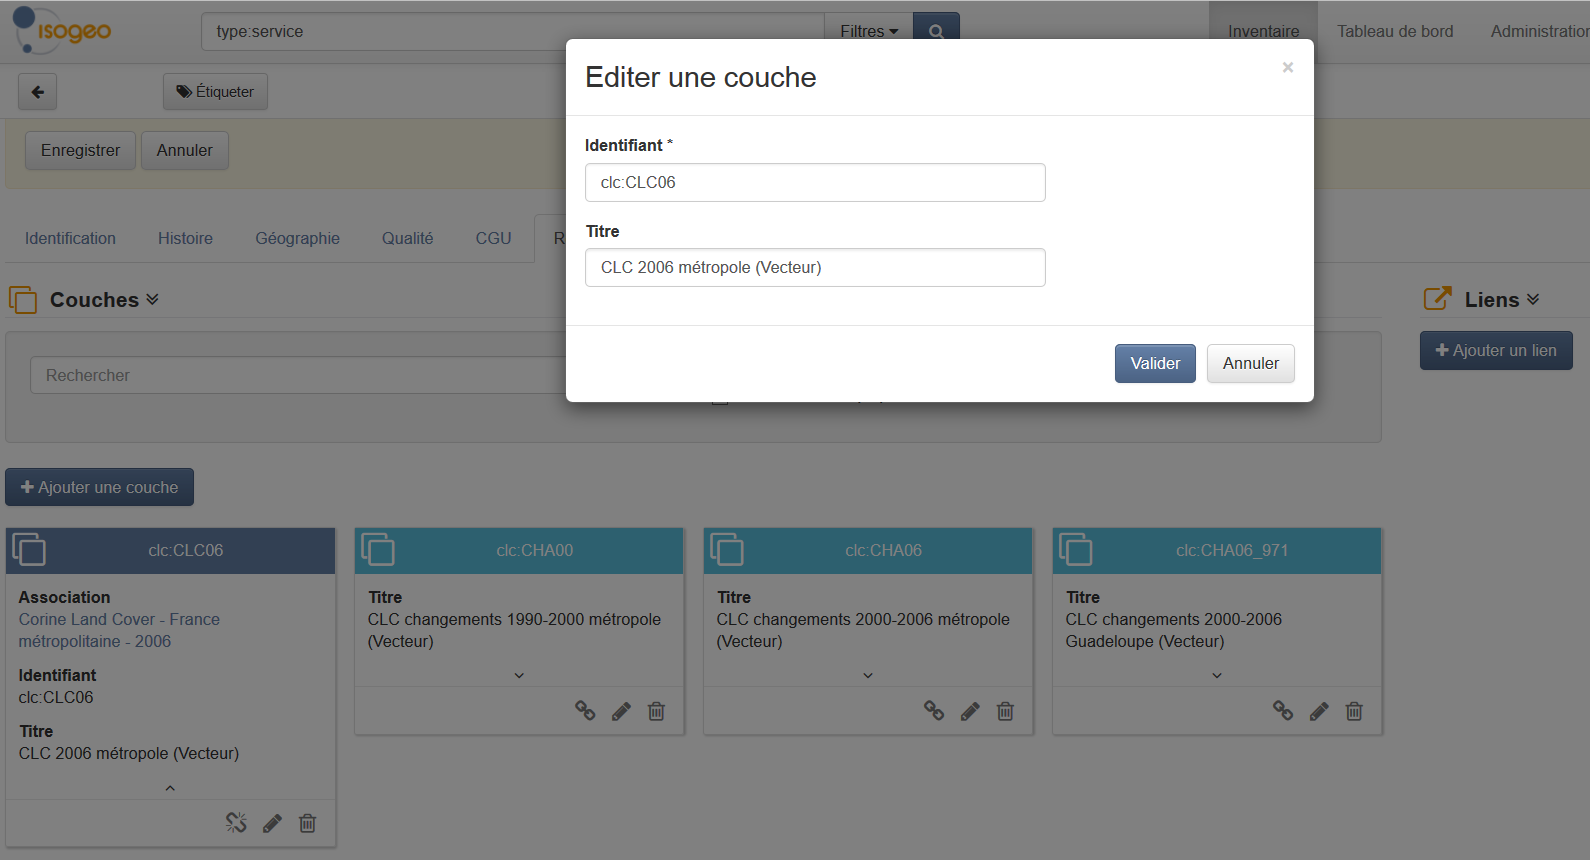 isogeo
type:service
Filtres
Inventaire
Tableau de bord
Administration
Étiqueter
Enregistrer
Annuler
Editer une couche
×
Identifiant *
clc:CLC06
Titre
CLC 2006 métropole (Vecteur)
Valider
Annuler
Identification
Histoire
Géographie
Qualité
CGU
R
Couches
Liens
Rechercher
Ajouter un lien
Ajouter une couche
clc:CLC06
Association
Corine Land Cover - France
métropolitaine - 2006
Identifiant
clc:CLC06
Titre
CLC 2006 métropole (Vecteur)
clc:CHA00
Titre
CLC changements 1990-2000 métropole
(Vecteur)
clc:CHA06
Titre
CLC changements 2000-2006 métropole
(Vecteur)
clc:CHA06_971
Titre
CLC changements 2000-2006
Guadeloupe (Vecteur)